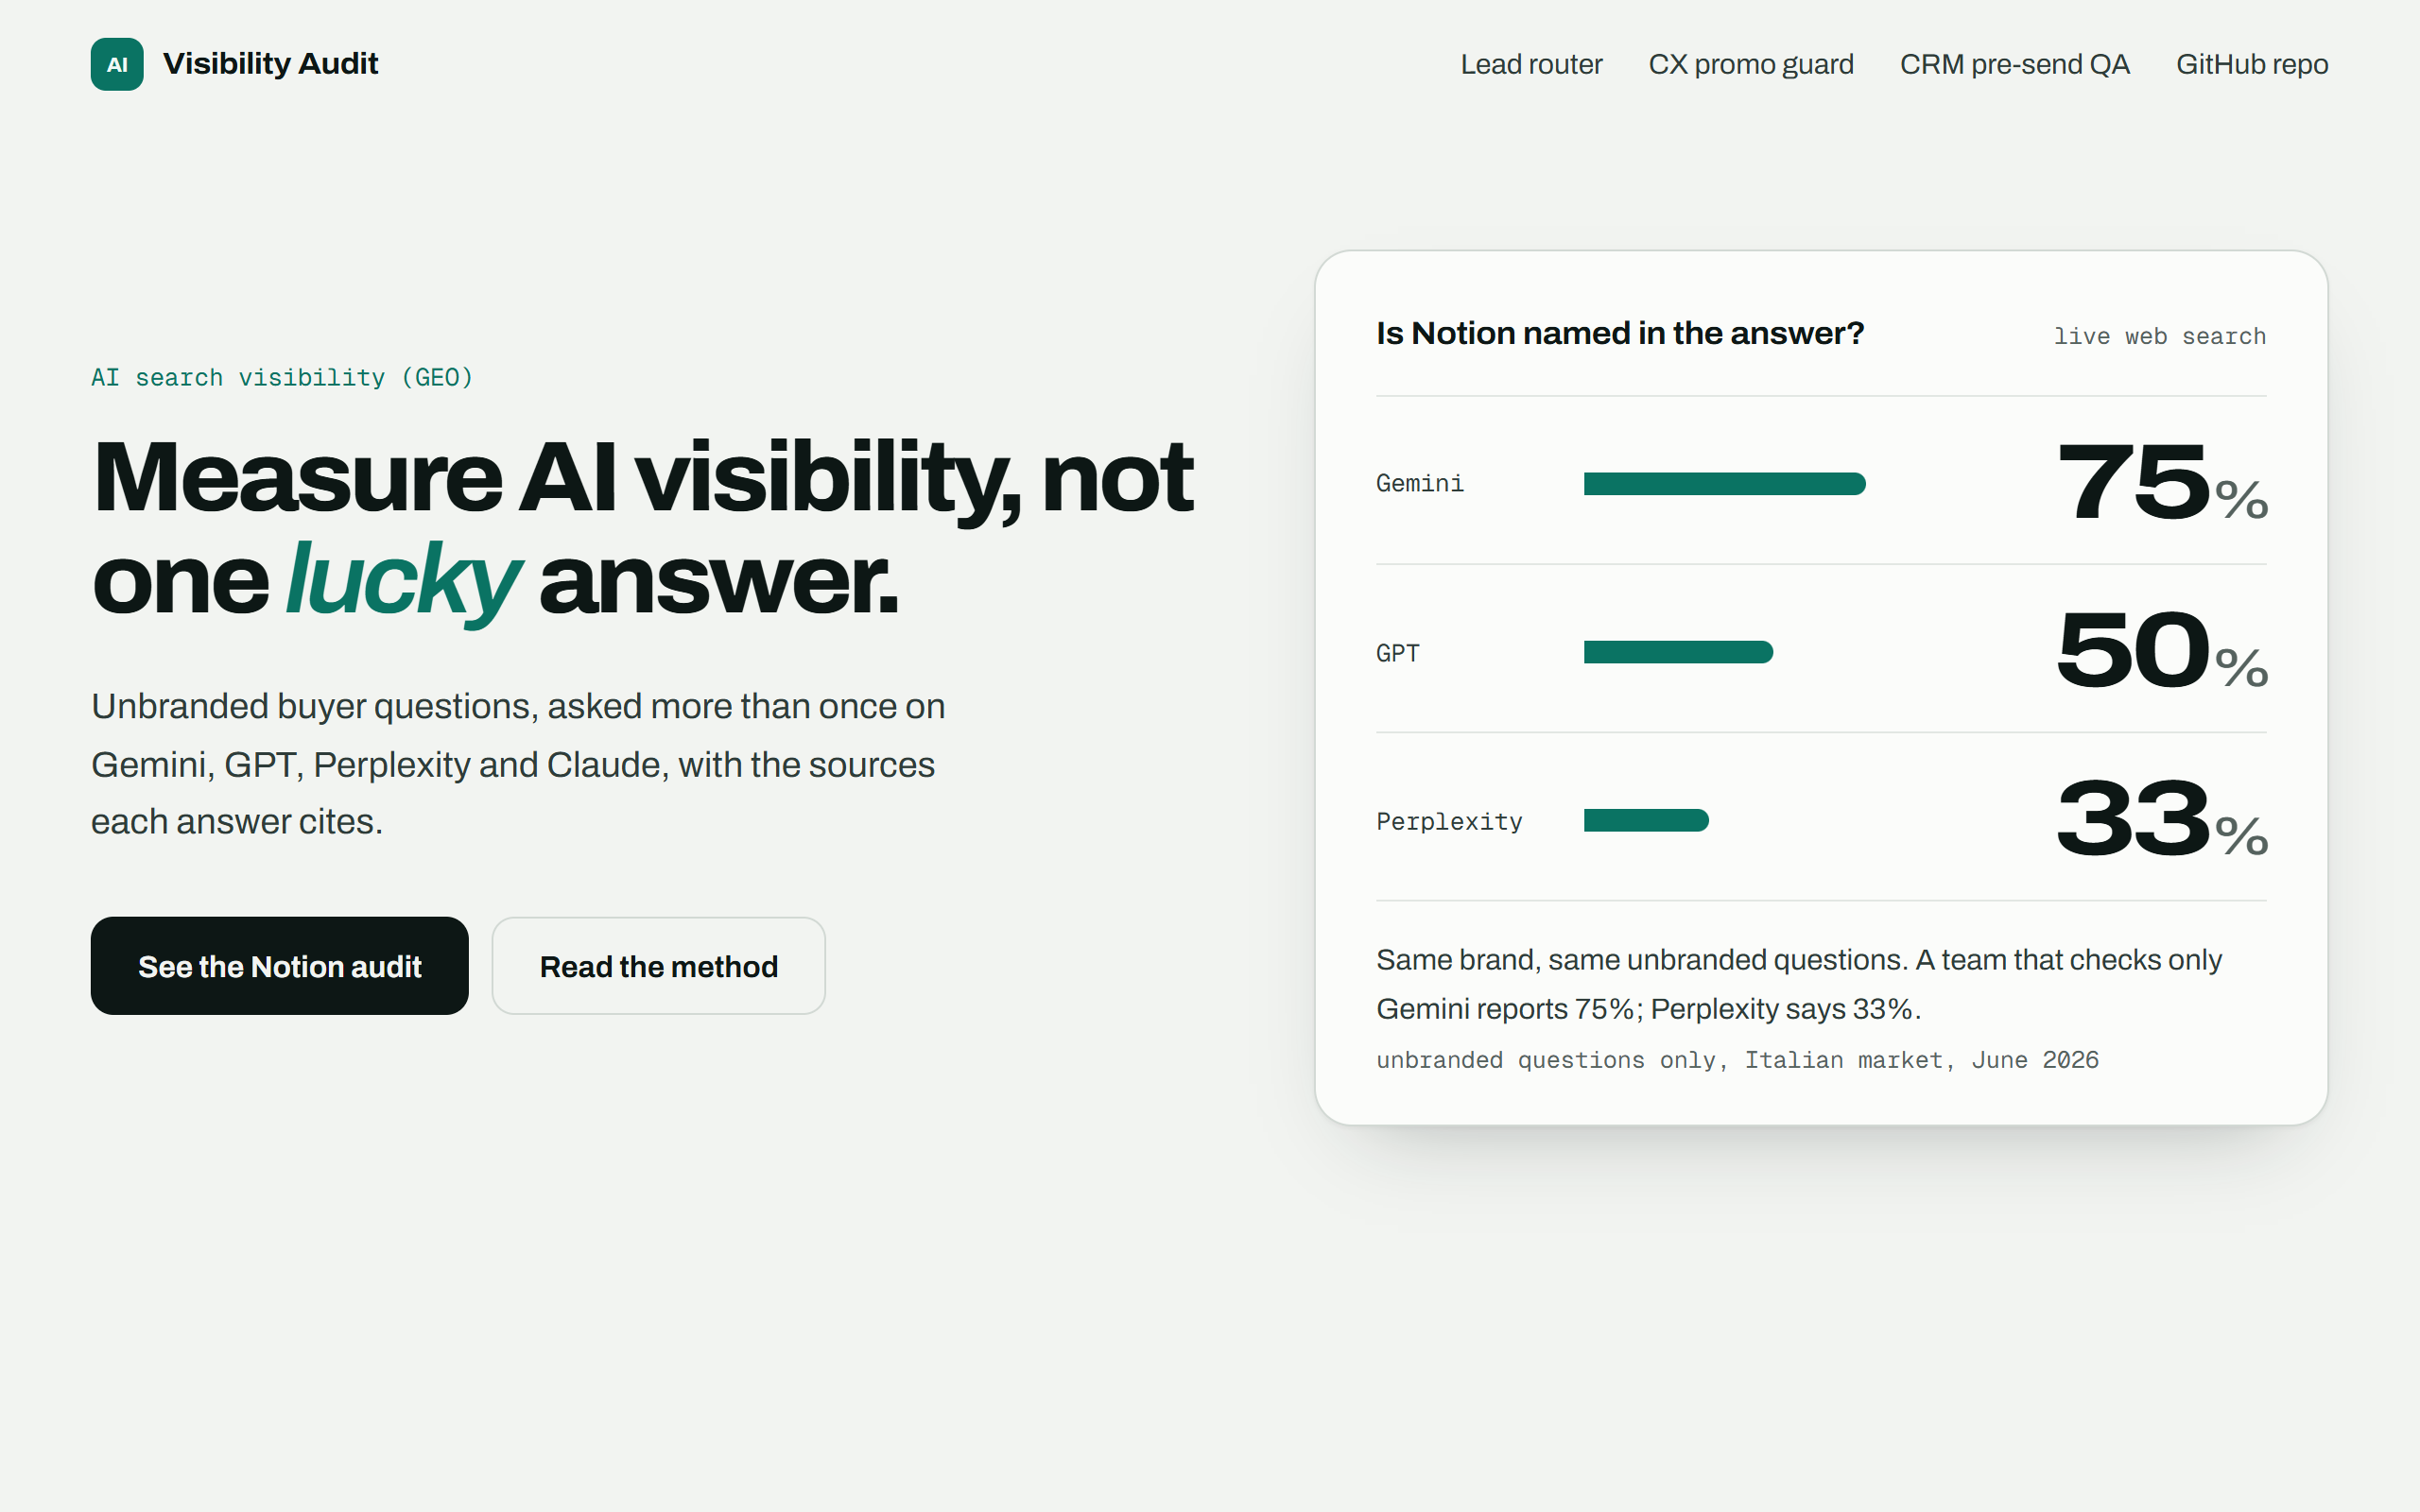 AI
Visibility Audit
Lead router
CX promo guard
CRM pre-send QA
GitHub repo
AI search visibility (GEO)
Measure AI visibility, not
one lucky answer.
Unbranded buyer questions, asked more than once on
Gemini, GPT, Perplexity and Claude, with the sources
each answer cites.
See the Notion audit
Read the method
Is Notion named in the answer?
live web search
Gemini
75%
GPT
50%
Perplexity
33%
Same brand, same unbranded questions. A team that checks only
Gemini reports 75%; Perplexity says 33%.
unbranded questions only, Italian market, June 2026